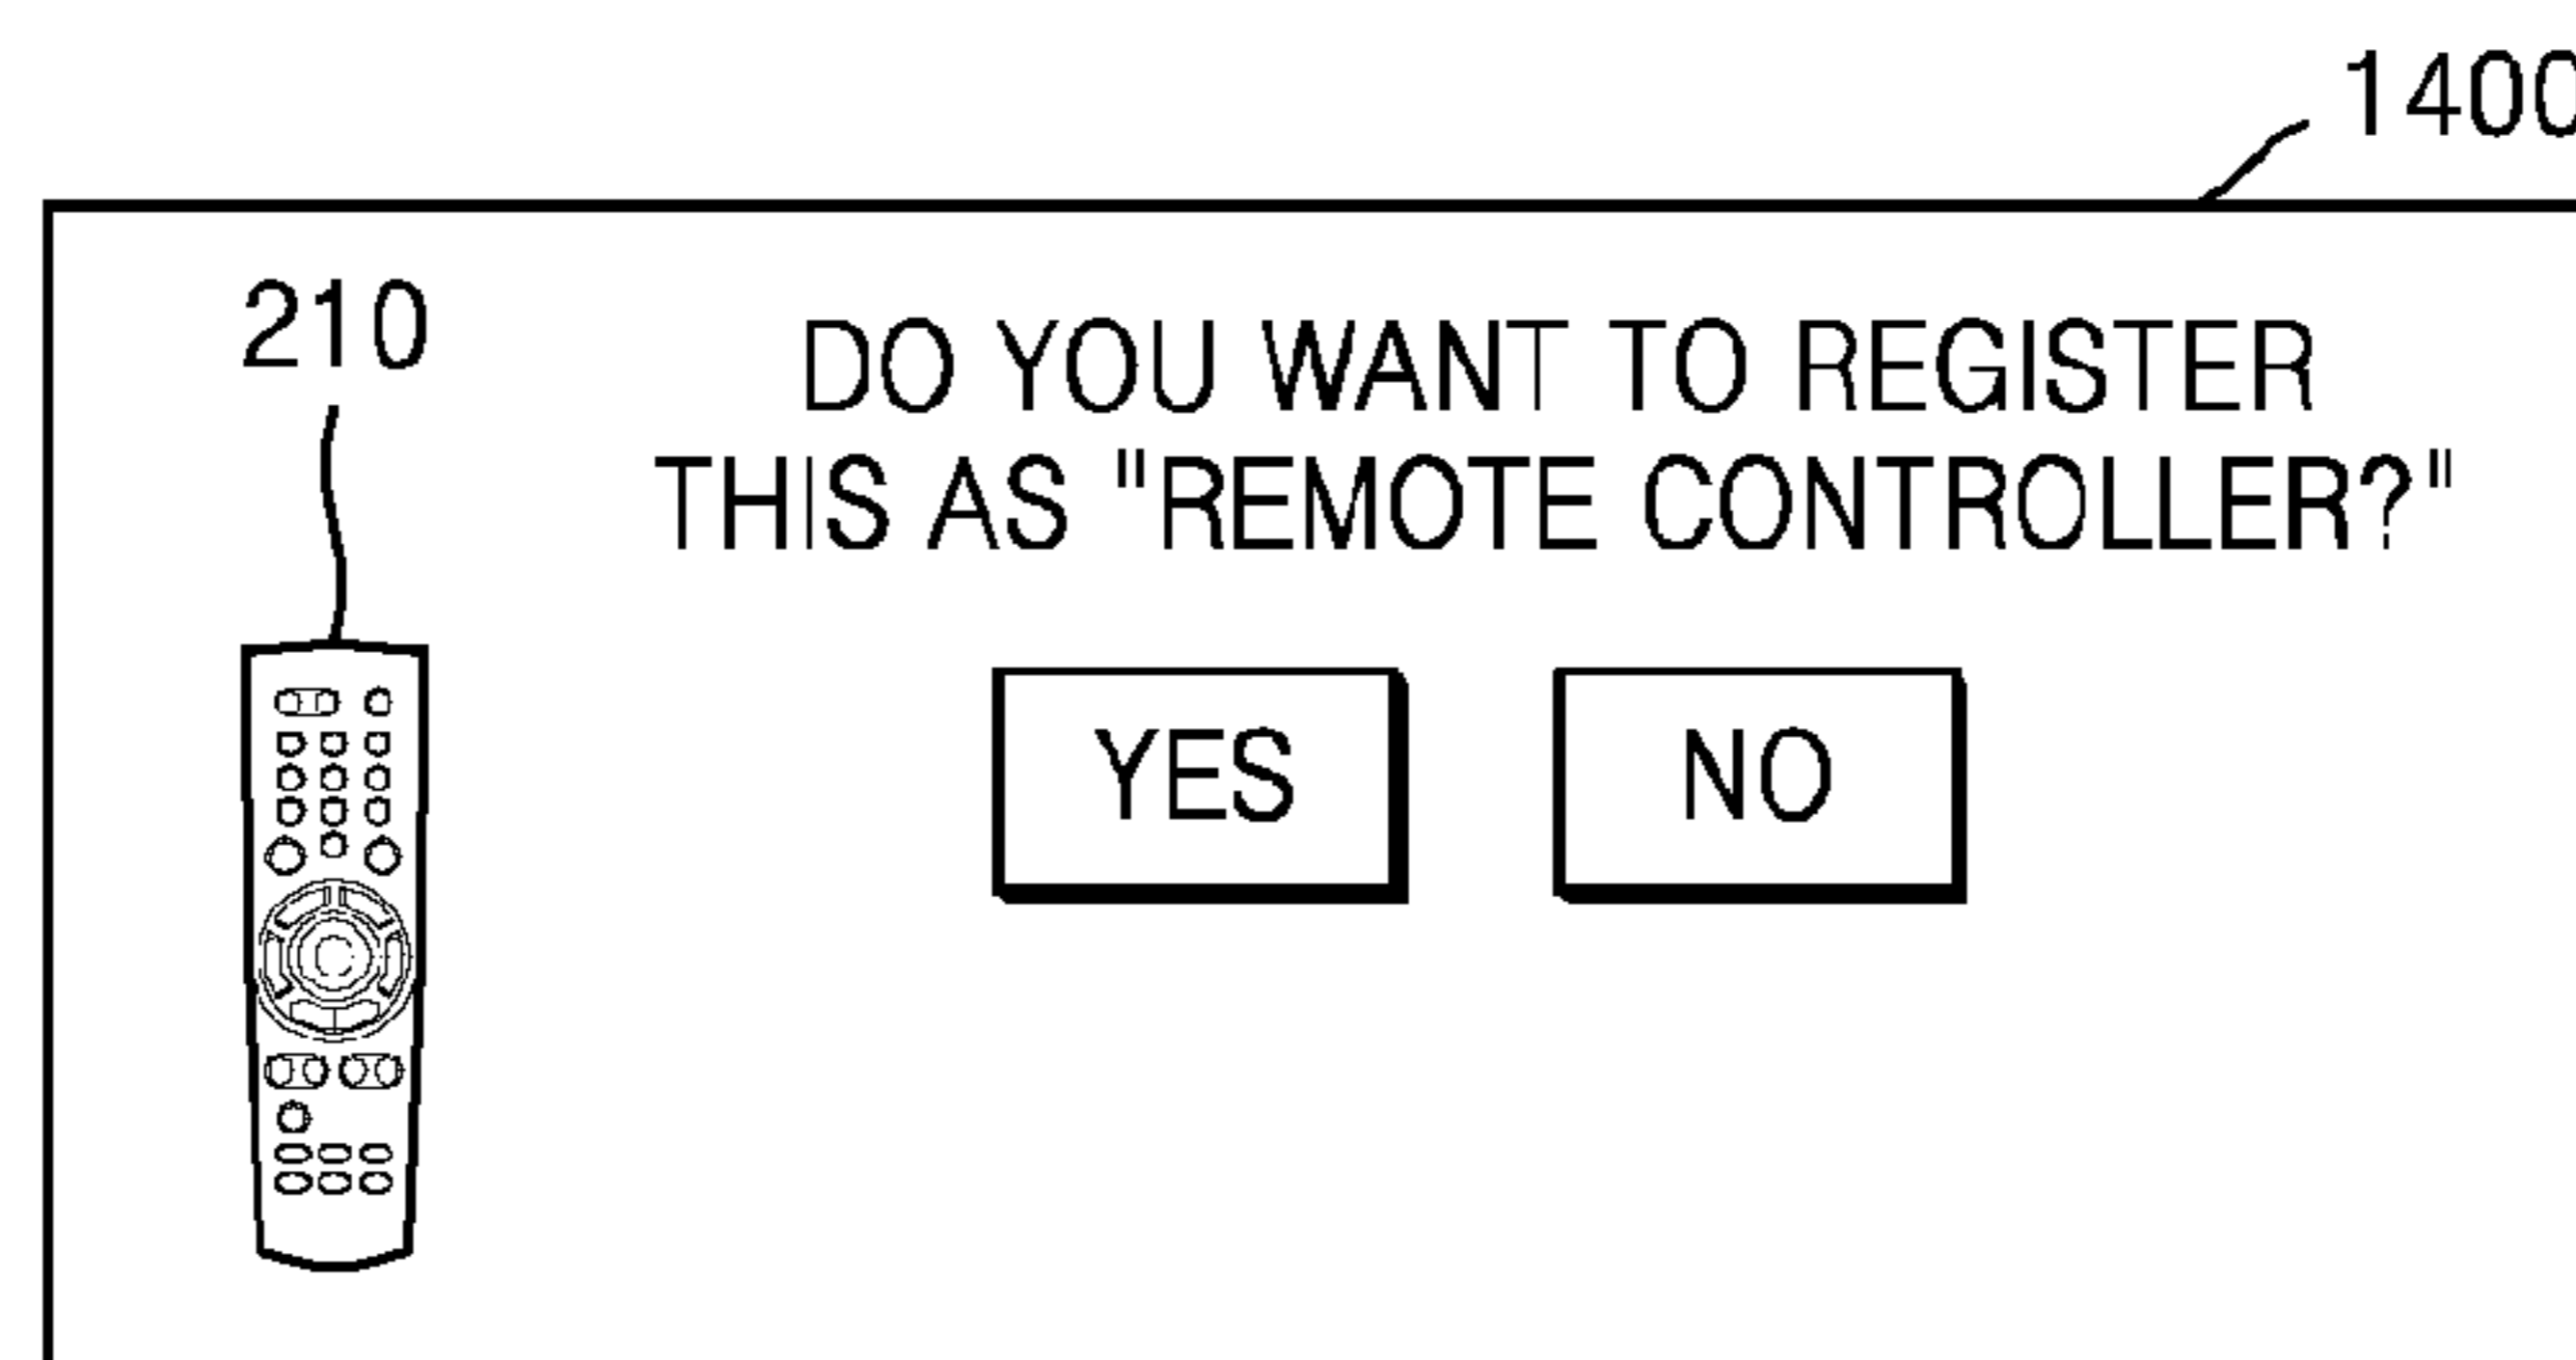 1400
210
DO YOU WANT TO REGISTER
THIS AS "REMOTE CONTROLLER?"
YES NO